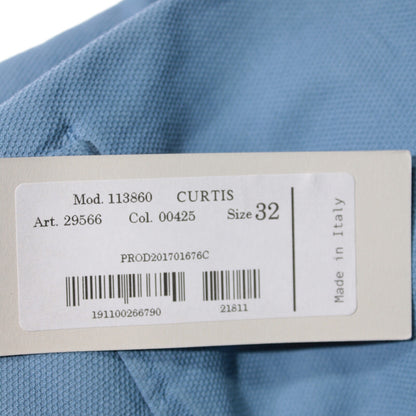 Mod. 113860 CURTIS
Art. 29566 Col. 00425 Size 32
PROD201701676C
191100266790 21811
Made in Italy